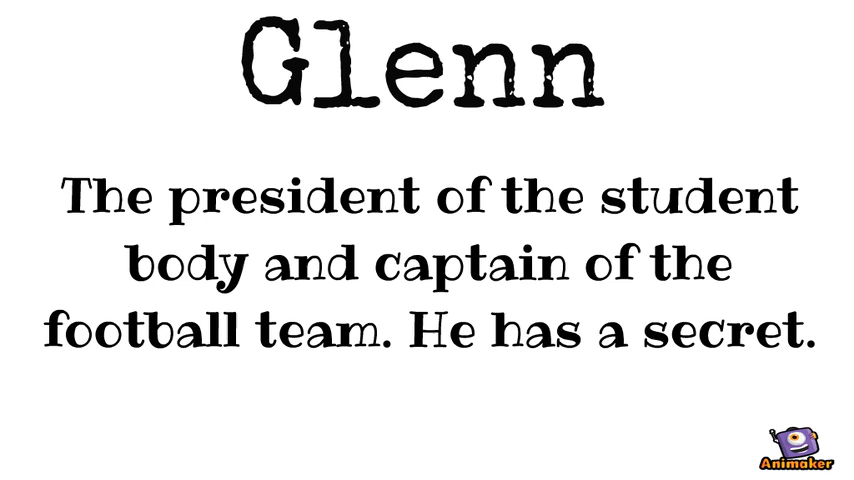 Glenn
The president of the student
body and captain of the
football team. He has a secret.
Animaker